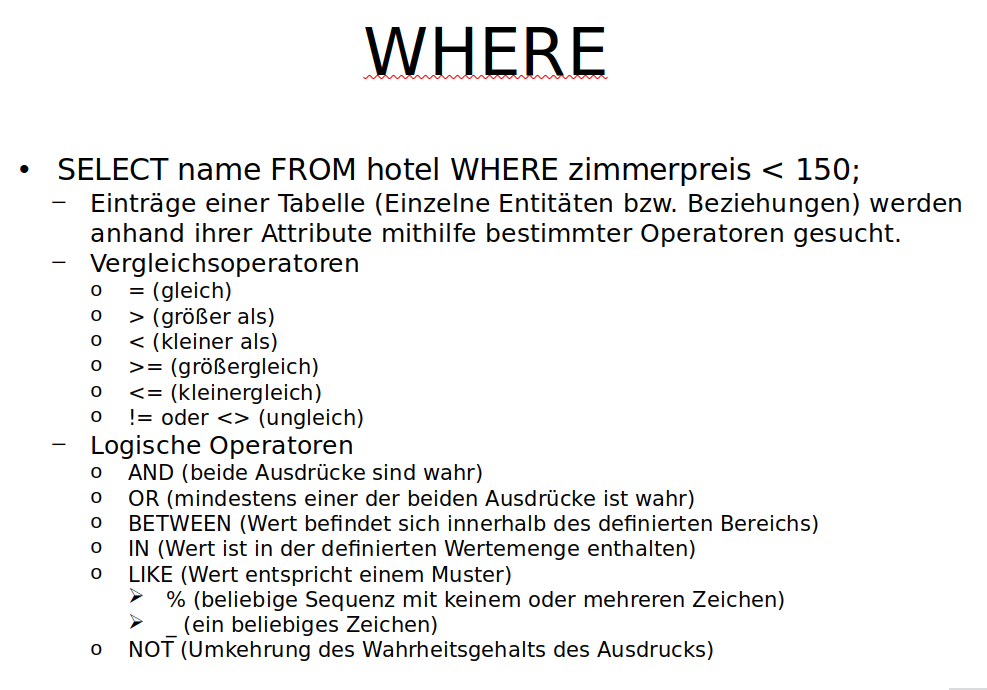 WHERE
• SELECT name FROM hotel WHERE zimmerpreis < 150;
– Einträge einer Tabelle (Einzelne Entitäten bzw. Beziehungen) werden
anhand ihrer Attribute mithilfe bestimmter Operatoren gesucht.
– Vergleichsoperatoren
o = (gleich)
o > (größer als)
o < (kleiner als)
o >= (größergleich)
o <= (kleinergleich)
o != oder <> (ungleich)
– Logische Operatoren
o AND (beide Ausdrücke sind wahr)
o OR (mindestens einer der beiden Ausdrücke ist wahr)
o BETWEEN (Wert befindet sich innerhalb des definierten Bereichs)
o IN (Wert ist in der definierten Wertemenge enthalten)
o LIKE (Wert entspricht einem Muster)
➢ % (beliebige Sequenz mit keinem oder mehreren Zeichen)
➢ _ (ein beliebiges Zeichen)
o NOT (Umkehrung des Wahrheitsgehalts des Ausdrucks)